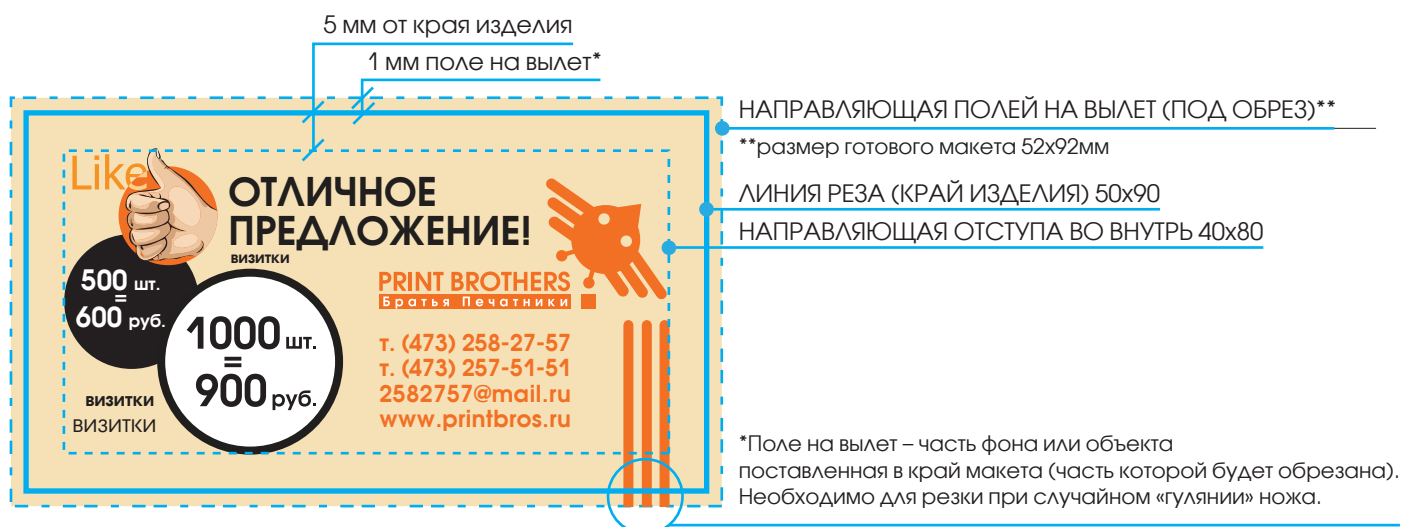 5 мм от края изделия
1 мм поле на вылет*
НАПРАВЛЯЮЩАЯ ПОЛЕЙ НА ВЫЛЕТ (ПОД ОБРЕЗ)**
**размер готового макета 52х92мм
ЛИНИЯ РЕЗА (КРАЙ ИЗДЕЛИЯ) 50х90
НАПРАВЛЯЮЩАЯ ОТСТУПА ВО ВНУТРЬ 40х80
Like
ОТЛИЧНОЕ
ПРЕДЛОЖЕНИЕ!
визитки
500 шт.
=
600 руб.
1000 шт.
=
900 руб.
визитки
ВИЗИТКИ
PRINT BROTHERS
Братья Печатники
т. (473) 258-27-57
т. (473) 257-51-51
2582757@mail.ru
www.printbros.ru
*Поле на вылет – часть фона или объекта
поставленная в край макета (часть которой будет обрезана).
Необходимо для резки при случайном «гулянии» ножа.